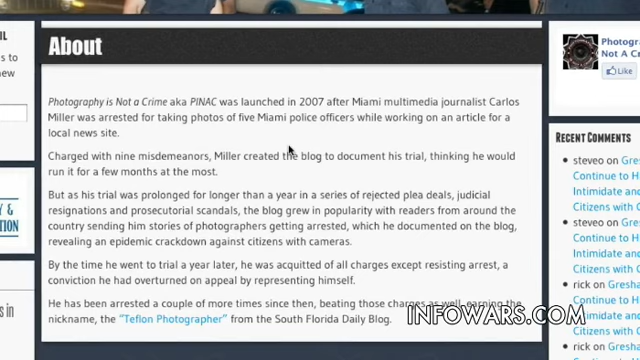 IL
s to
new
Y &
TION
s in
About
Photography is Not a Crime aka PINAC was launched in 2007 after Miami multimedia journalist Carlos
Miller was arrested for taking photos of five Miami police officers while working on an article for a
local news site.
Charged with nine misdemeanors, Miller created the blog to document his trial, thinking he would
run it for a few months at the most.
But as his trial was prolonged for longer than a year in a series of rejected plea deals, judicial
resignations and prosecutorial scandals, the blog grew in popularity with readers from around the
country sending him stories of photographers getting arrested, which he documented on the blog,
revealing an epidemic crackdown against citizens with cameras.
By the time he went to trial a year later, he was acquitted of all charges except resisting arrest, a
conviction he had overturned on appeal by representing himself.
He has been arrested a couple of more times since then, beating those charges as well, earning the
nickname, the "Teflon Photographer" from the South Florida Daily Blog.
Photogra
Not A Cr
Like
Recent Comments
steveo on Gres
Continue to H
Intimidate and
Citizens with C
steveo on Gres
Continue to H
Intimidate and
Citizens with C
rick on Gresha
Continue to H
Intimidate and
Citizens with
rick on Gresha
INFOWARS.COM